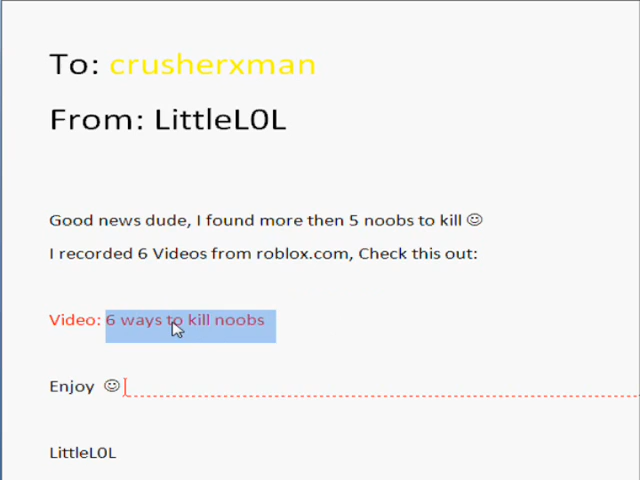 To: crusherxman
From: LittleL0L
Good news dude, I found more then 5 noobs to kill ☺
I recorded 6 Videos from roblox.com, Check this out:
Video: 6 ways to kill noobs
Enjoy ☺
LittleL0L